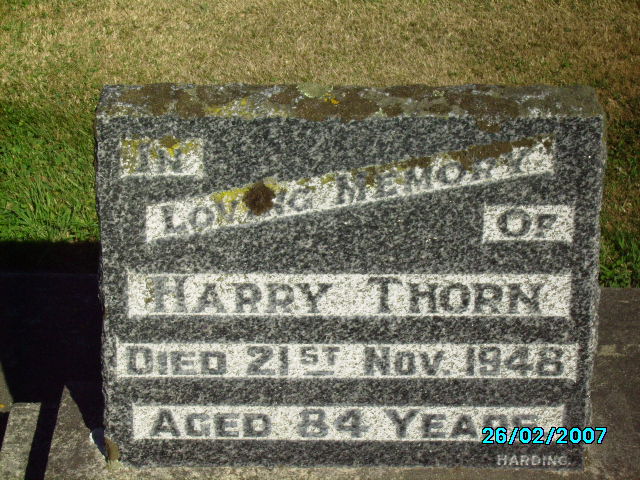 IN
LOVING MEMORY
OF
HARRY THORN
DIED 21ST NOV. 1948
AGED 84 YEARS
26/02/2007
HARDING